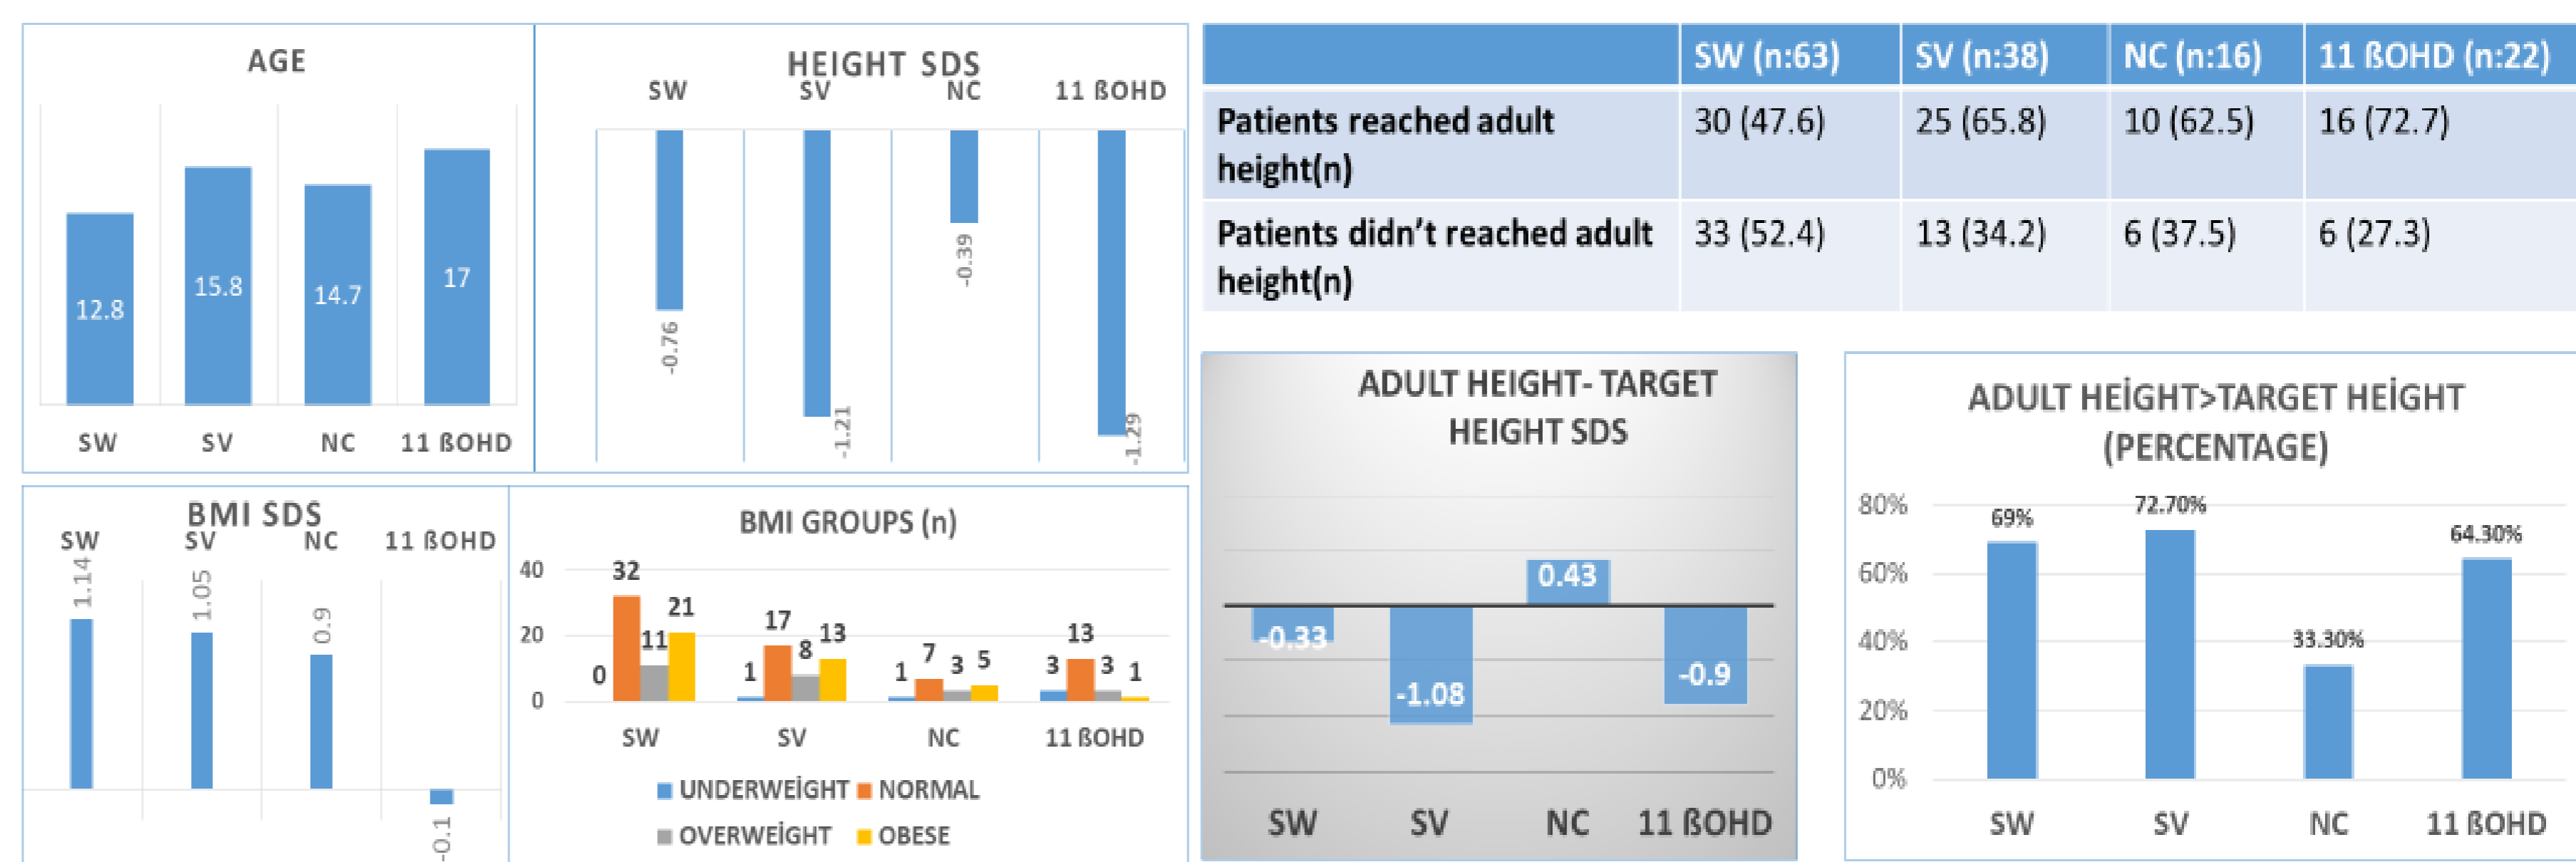 AGE
12.8
15.8
14.7
17
SW SV NC 11 ßOHD
HEIGHT SDS
SW SV NC 11 ßOHD
-0.76
-1.21
-0.39
-1.29
SW (n:63) SV (n:38) NC (n:16) 11 ßOHD (n:22)
Patients reached adult
height(n)
30 (47.6) 25 (65.8) 10 (62.5) 16 (72.7)
Patients didn’t reached adult
height(n)
33 (52.4) 13 (34.2) 6 (37.5) 6 (27.3)
BMI SDS
SW SV NC 11 ßOHD
1.14
1.05
0.9
-0.1
BMI GROUPS (n)
40
20
0
0 32 11 21
1 17 8 13
1 7 3 5
3 13 3 1
SW SV NC 11 ßOHD
UNDERWEİGHT NORMAL
OVERWEİGHT OBESE
ADULT HEIGHT- TARGET
HEIGHT SDS
-0.33
-1.08
0.43
-0.9
SW SV NC 11 ßOHD
ADULT HEİGHT>TARGET HEİGHT
(PERCENTAGE)
80%
60%
40%
20%
0%
69%
72.70%
33.30%
64.30%
SW SV NC 11 ßOHD